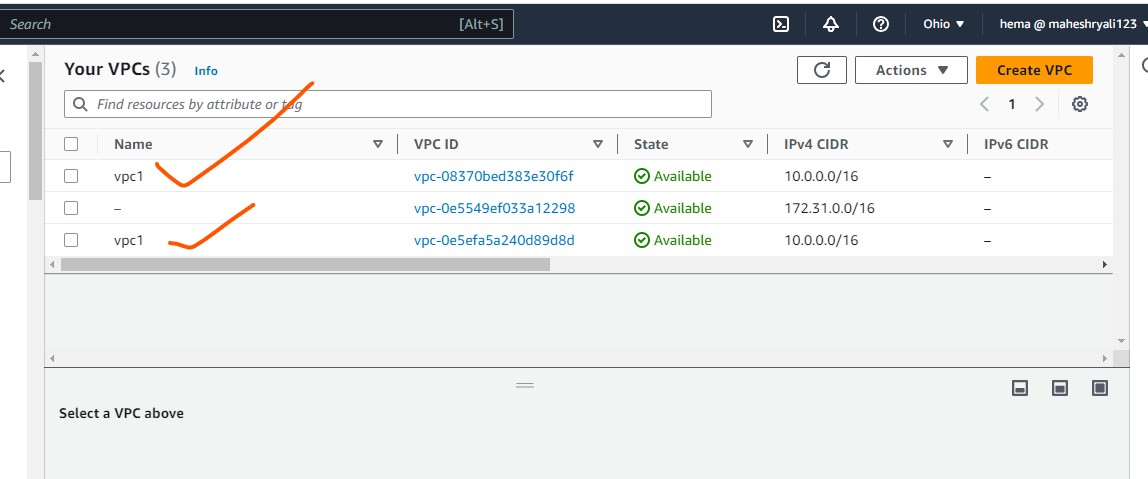 Search [Alt+S] Ohio hema @ maheshryali123
Your VPCs (3) Info Actions Create VPC
Find resources by attribute or tag 1
Name VPC ID State IPv4 CIDR IPv6 CIDR
vpc1 vpc-08370bed383e30f6f Available 10.0.0.0/16 –
– vpc-0e5549ef033a12298 Available 172.31.0.0/16 –
vpc1 vpc-0e5efa5a240d89d8d Available 10.0.0.0/16 –
Select a VPC above